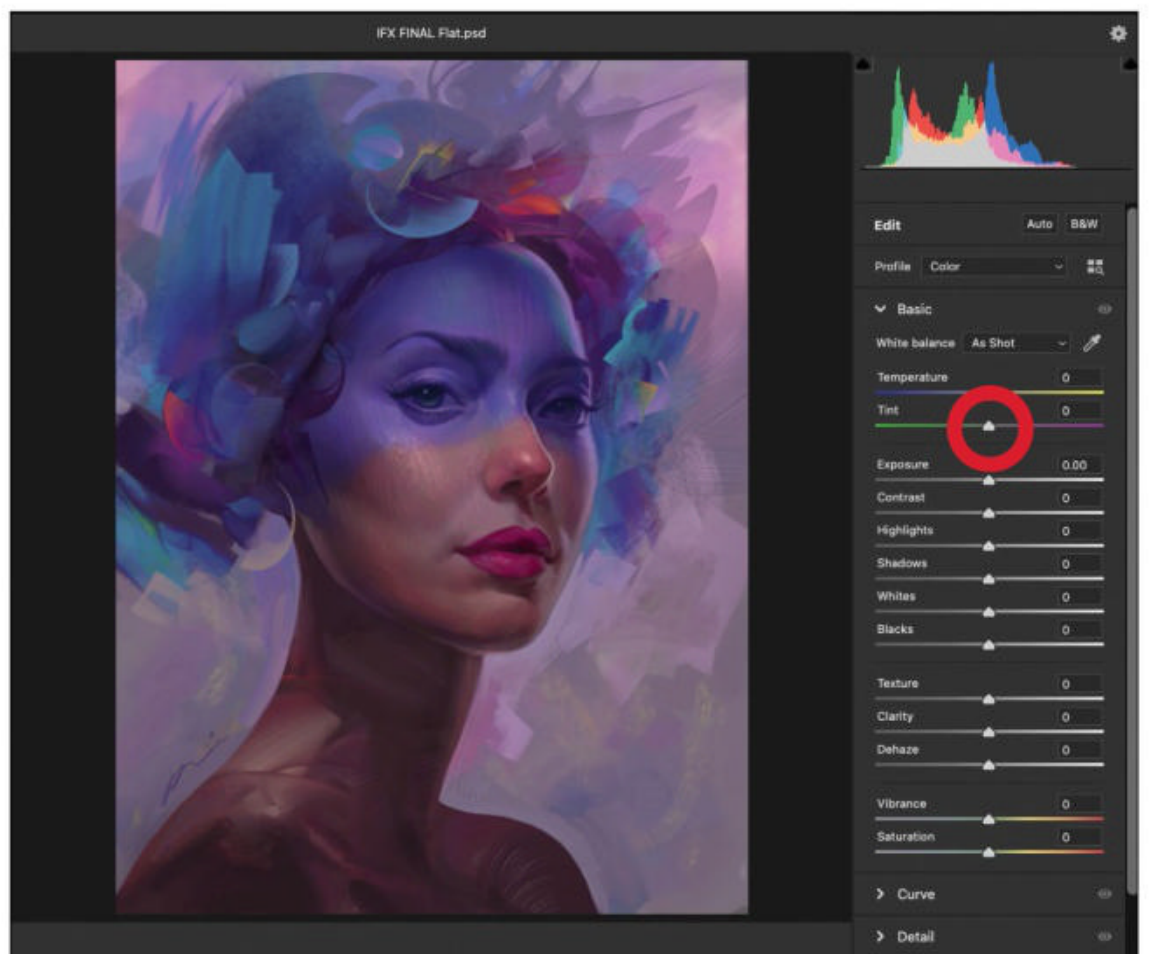 IFX FINAL Flat.psd
Edit Auto B&W
Profile Color
Basic
White balance As Shot
Temperature 0
Tint 0
Exposure 0.00
Contrast 0
Highlights 0
Shadows 0
Whites 0
Blacks 0
Texture 0
Clarity 0
Dehaze 0
Vibrance 0
Saturation 0
Curve
Detail